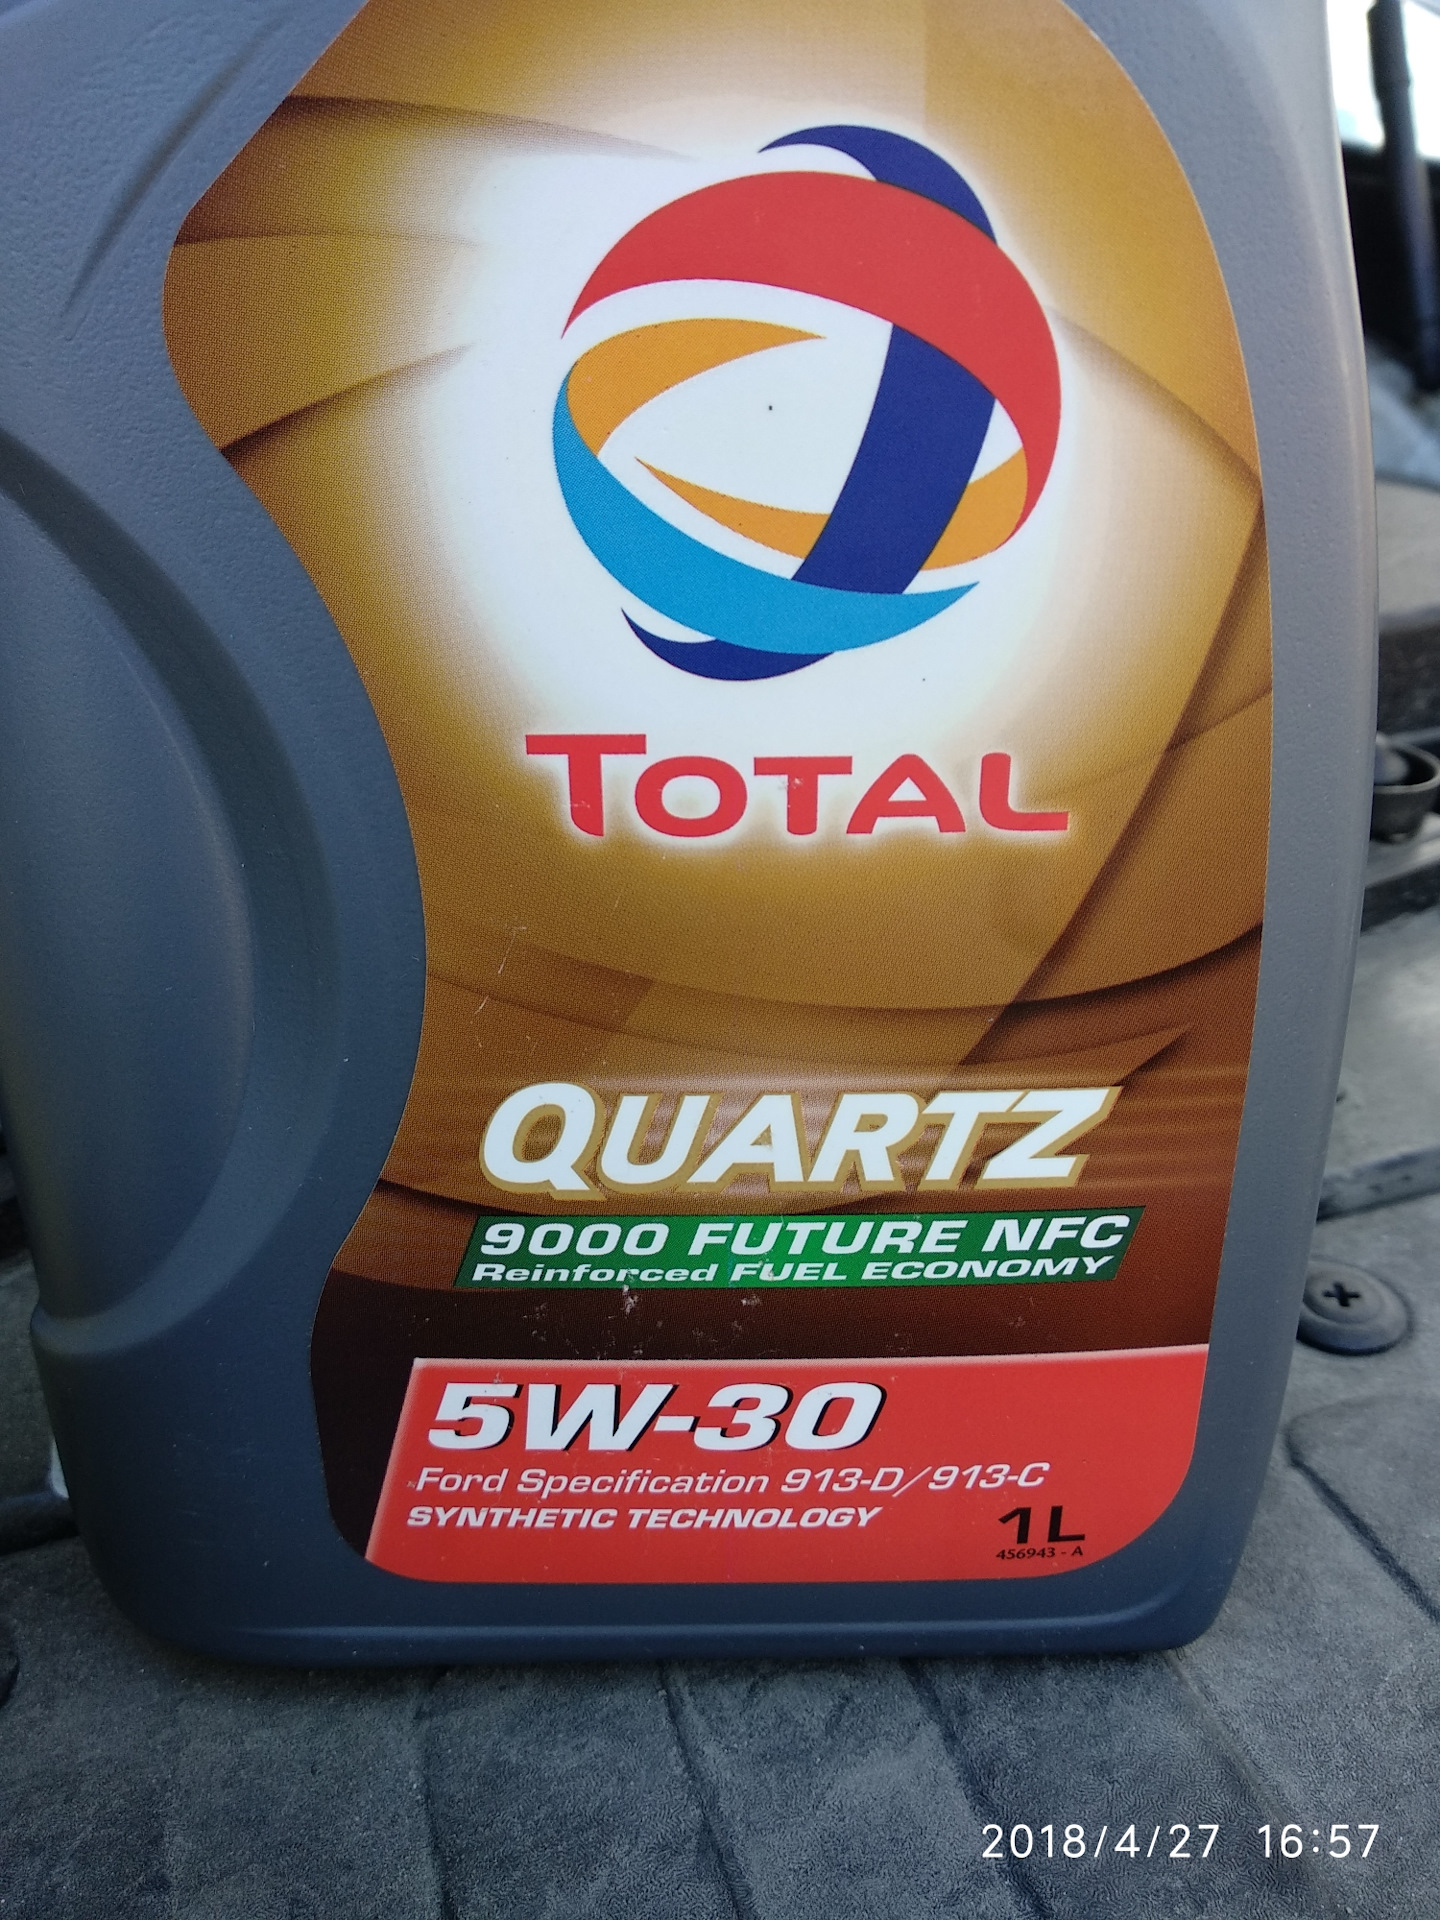 TOTAL
QUARTZ
9000 FUTURE NFC
Reinforced FUEL ECONOMY
5W-30
Ford Specification 913-D/913-C
SYNTHETIC TECHNOLOGY
1L
456943 - A
2018/4/27 16:57